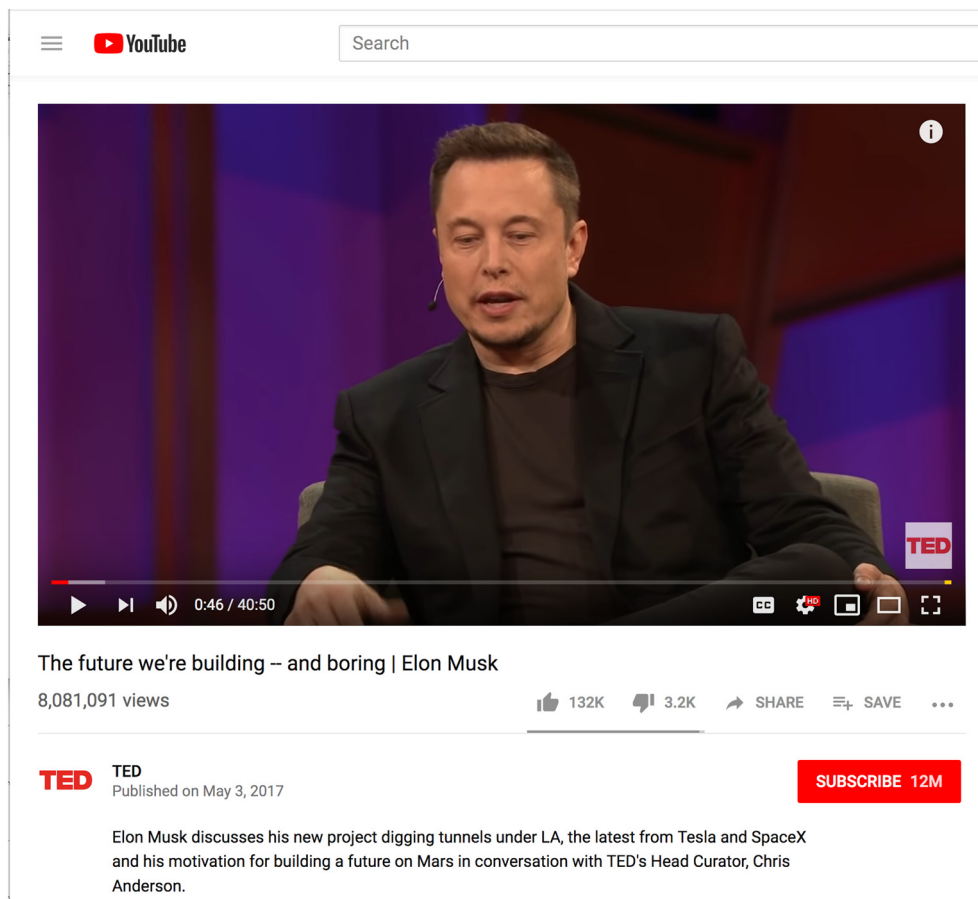 YouTube
Search
i
TED
0:46 / 40:50
CC
HD
The future we're building -- and boring | Elon Musk
8,081,091 views
132K
3.2K
SHARE
SAVE
TED
TED
Published on May 3, 2017
SUBSCRIBE 12M
Elon Musk discusses his new project digging tunnels under LA, the latest from Tesla and SpaceX
and his motivation for building a future on Mars in conversation with TED's Head Curator, Chris
Anderson.